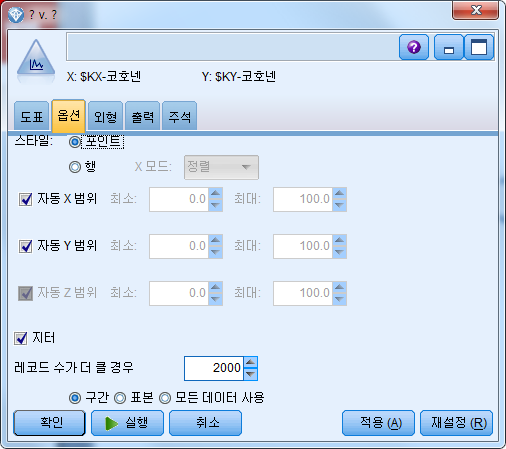 ? v. ?
X: $KX-코호넨 Y: $KY-코호넨
도표 옵션 외형 출력 주석
스타일: 포인트
행 X 모드: 정렬
자동 X 범위 최소: 0.0 최대: 100.0
자동 Y 범위 최소: 0.0 최대: 100.0
자동 Z 범위 최소: 0.0 최대: 100.0
지터
레코드 수가 더 클 경우 2000
구간 표본 모든 데이터 사용
확인 실행 취소 적용 (A) 재설정 (R)